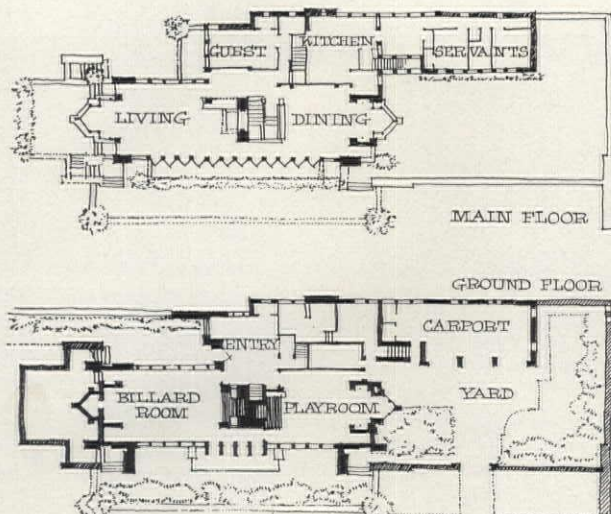 GUEST
KITCHEN
SERVANTS
LIVING
DINING
MAIN FLOOR
GROUND FLOOR
ENTRY
CARPORT
BILLARD
ROOM
PLAYROOM
YARD